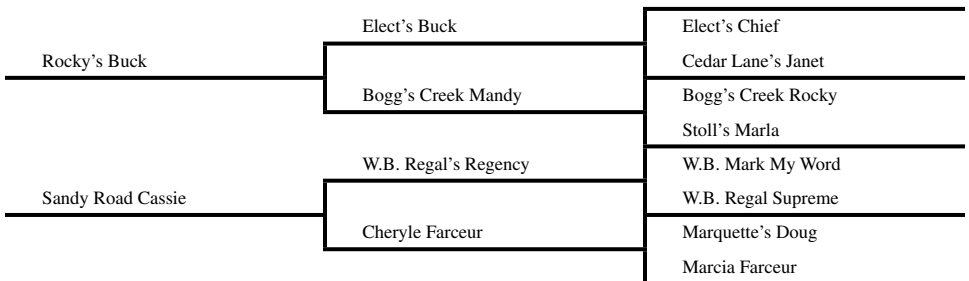 Elect's Buck
Elect's Chief
Rocky's Buck
Cedar Lane's Janet
Bogg's Creek Mandy
Bogg's Creek Rocky
Stoll's Marla
W.B. Regal's Regency
W.B. Mark My Word
Sandy Road Cassie
W.B. Regal Supreme
Cheryle Farceur
Marquette's Doug
Marcia Farceur